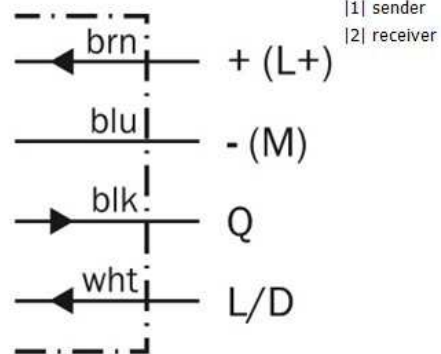 |1| sender
|2| receiver
brn + (L+)
blu - (M)
blk Q
wht L/D